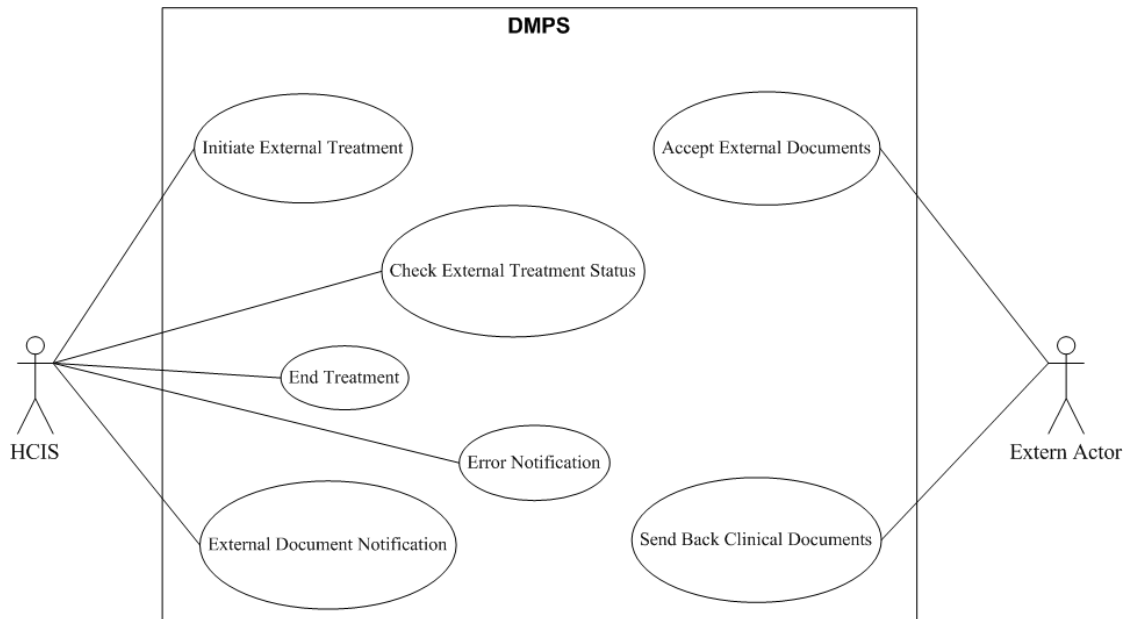 DMPS
Initiate External Treatment
Accept External Documents
Check External Treatment Status
End Treatment
HCIS
Extern Actor
Error Notification
External Document Notification
Send Back Clinical Documents